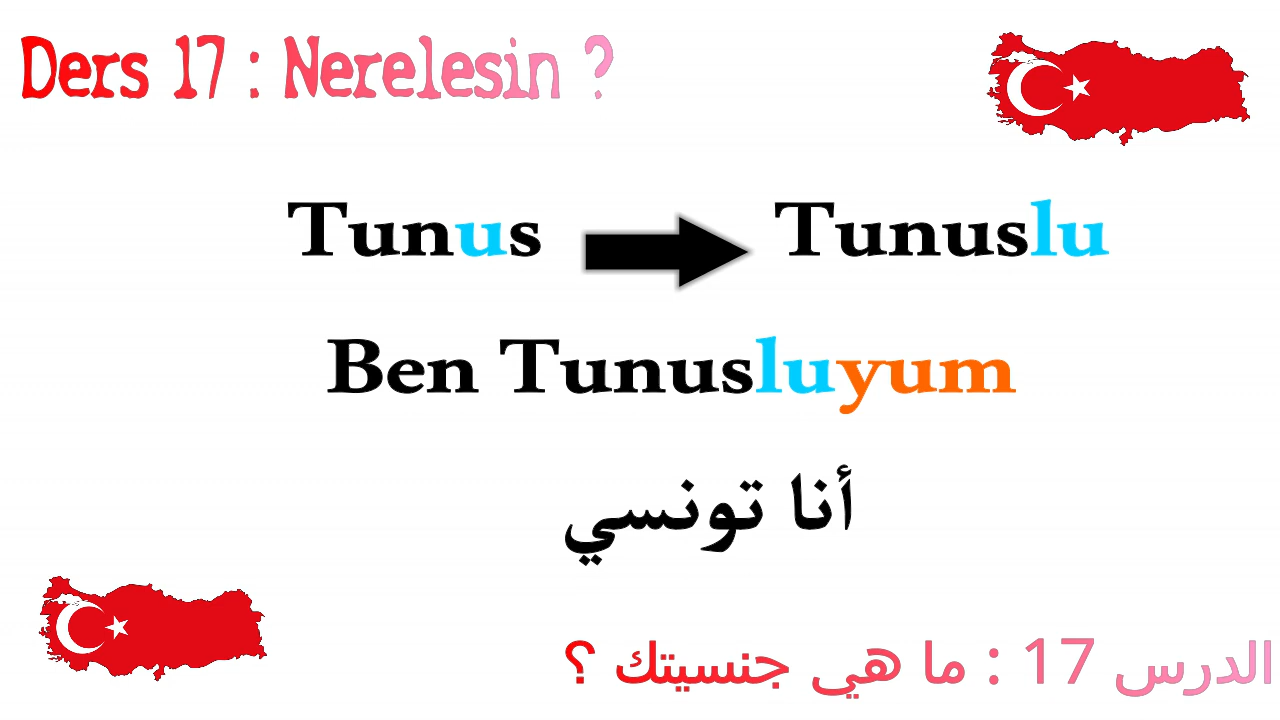 Ders 17 : Nerelesin ?
Tunus Tunuslu
Ben Tunusluyum
أنا تونسي
الدرس 17 : ما هي جنسيتك ؟